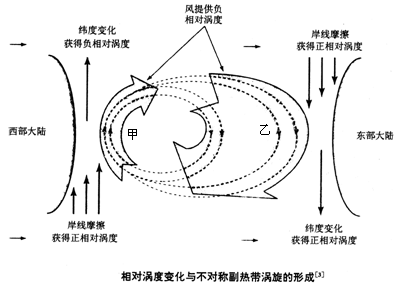 风提供负
相对涡度
纬度变化
获得负相对涡度
岸线摩擦
获得正相对涡度
西部大陆
甲
乙
东部大陆
岸线摩擦
获得正相对涡度
纬度变化
获得负相对涡度
相对涡度变化与不对称副热带涡旋的形成[3]